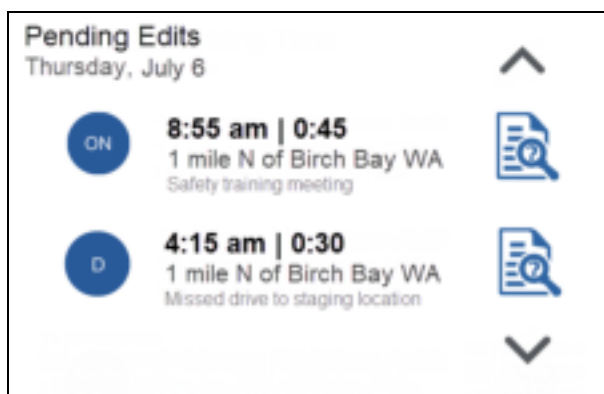 Pending Edits
Thursday, July 6
ON
8:55 am | 0:45
1 mile N of Birch Bay WA
Safety training meeting
?
D
4:15 am | 0:30
1 mile N of Birch Bay WA
Missed drive to staging location
?